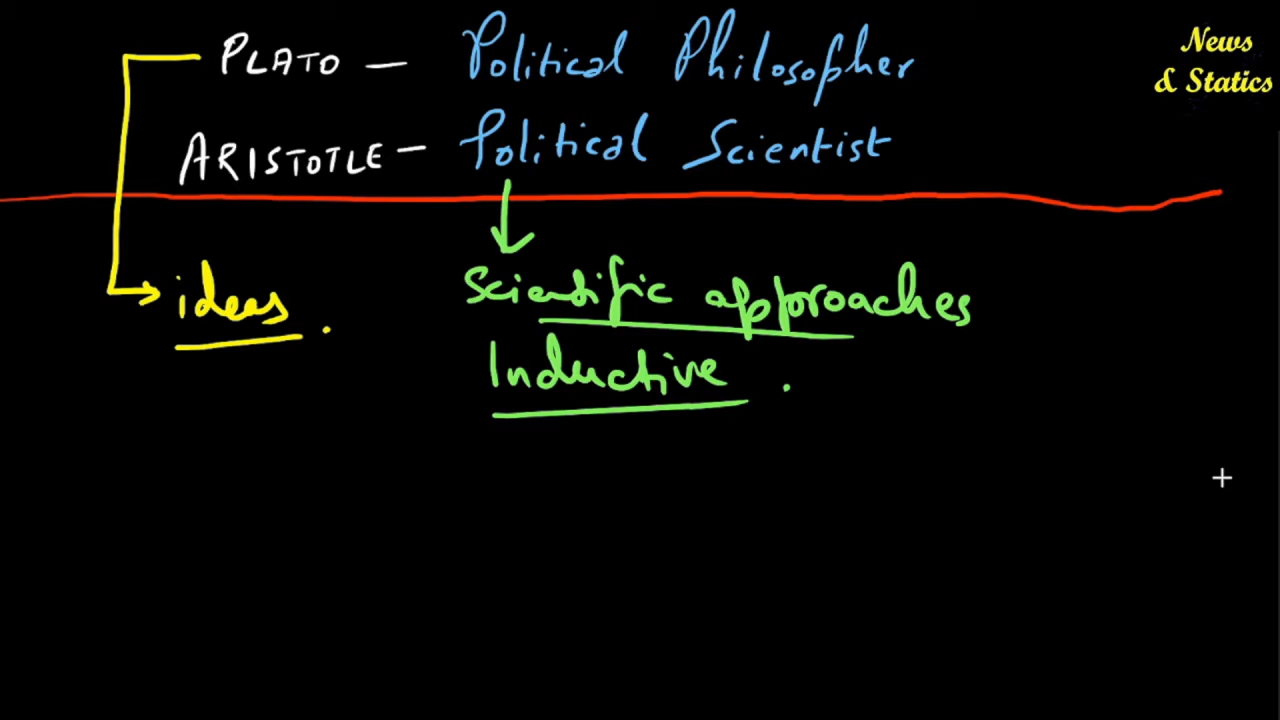 PLATO — Political Philosopher
ARISTOTLE — Political Scientist
ideas.
Scientific approaches
Inductive.
News
& Statics